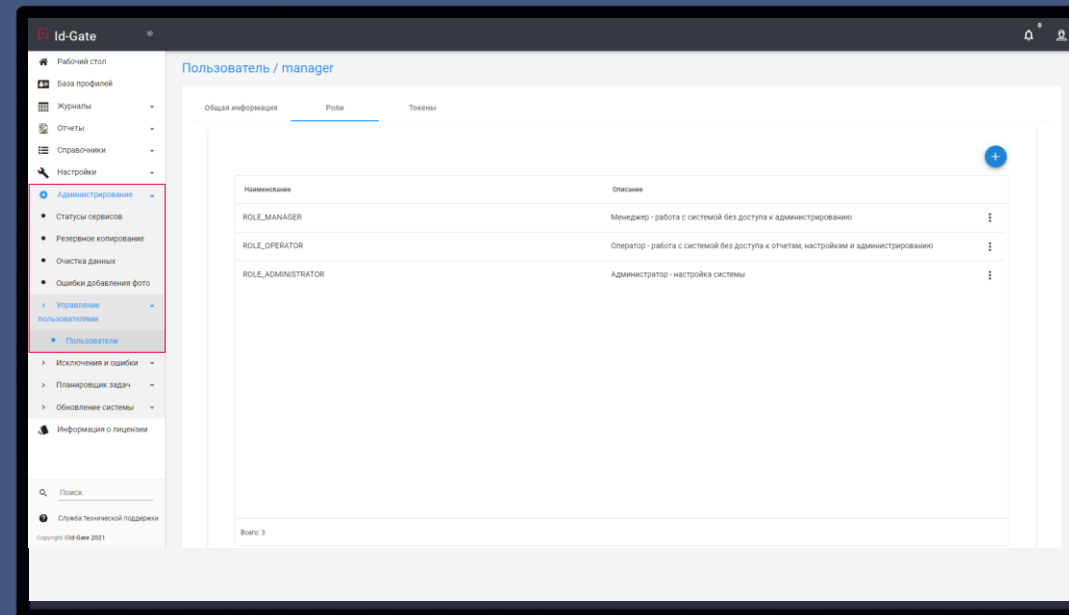 Id-Gate
Рабочий стол
База профилей
Журналы
Отчеты
Справочники
Настройки
Администрирование
Статусы сервисов
Резервное копирование
Очистка данных
Ошибки добавления фото
Управление
пользователями
Пользователи
Исключения и ошибки
Планировщик задач
Обновление системы
Информация о лицензии
Поиск
Служба технической поддержки
Copyright ©Id-Gate 2021
Пользователь / manager
Общая информация Роли Токены
Наименование Описание
ROLE_MANAGER Менеджер - работа с системой без доступа к администрированию
ROLE_OPERATOR Оператор - работа с системой без доступа к отчетам, настройкам и администрированию
ROLE_ADMINISTRATOR Администратор - настройка системы
Всего: 3